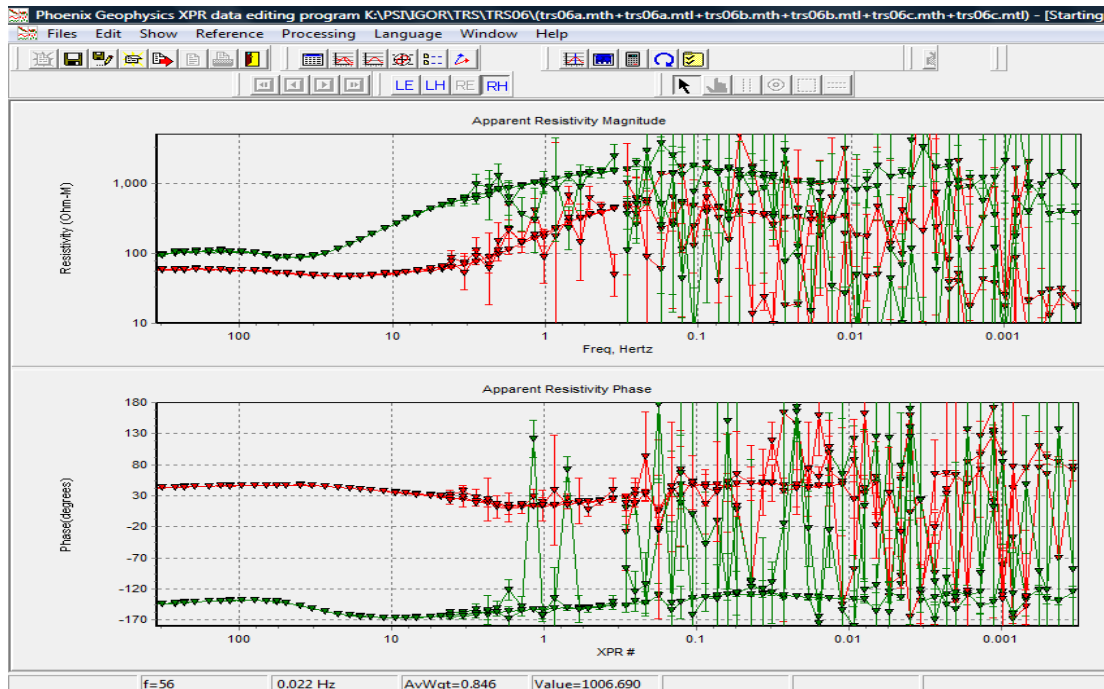 Phoenix Geophysics XPR data editing program K:\PSI\IGOR\TRS\TRS06\(trs06a.mth+trs06a.mtl+trs06b.mth+trs06b.mtl+trs06c.mth+trs06c.mtl) - [Starting
Files Edit Show Reference Processing Language Window Help
LE LH RE RH
Apparent Resistivity Magnitude
Resistivity (Ohm-M)
1,000
100
10
100 10 1 0.1 0.01 0.001
Freq, Hertz
Apparent Resistivity Phase
Phase(degrees)
180
130
80
30
-20
-70
-120
-170
100 10 1 0.1 0.01 0.001
XPR #
f=56 0.022 Hz AvWgt=0.846 Value=1006.690